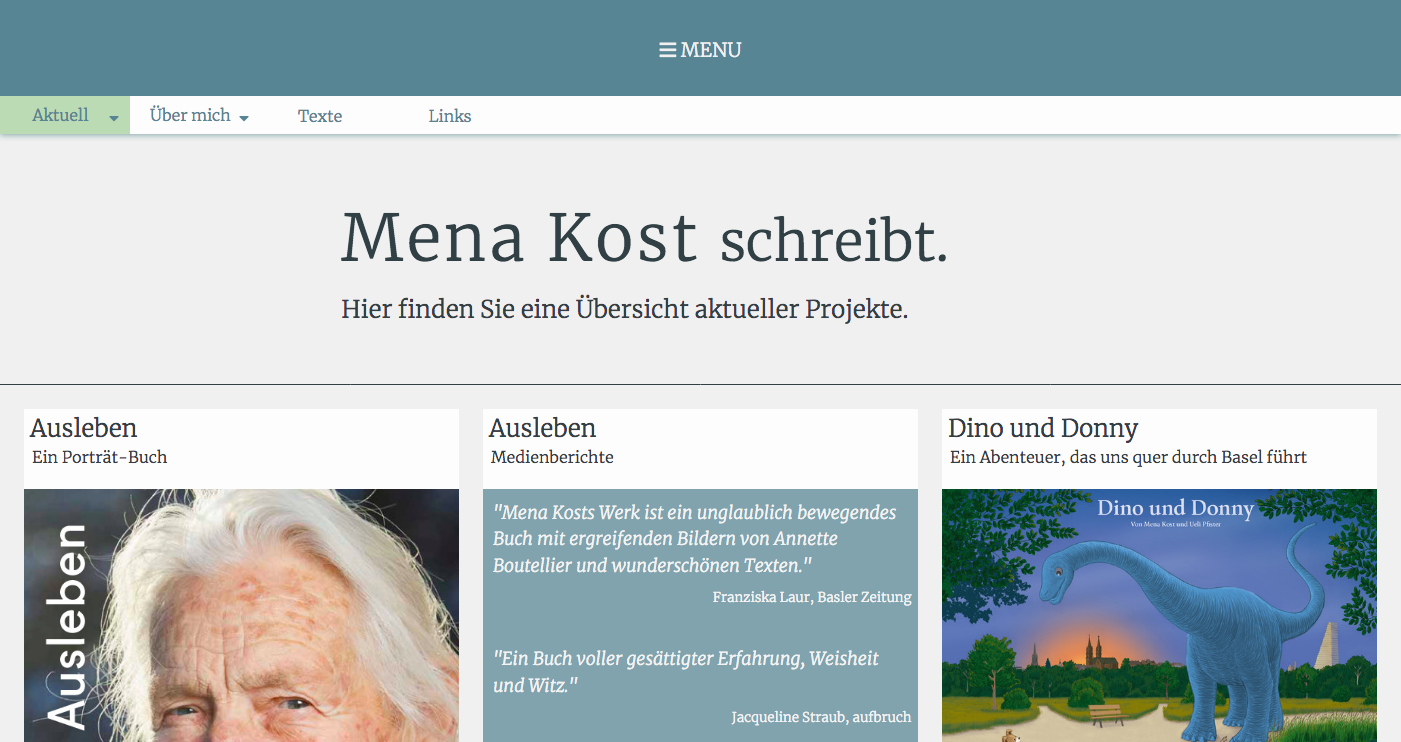 MENU
Aktuell
Über mich
Texte
Links
Mena Kost schreibt.
Hier finden Sie eine Übersicht aktueller Projekte.
Ausleben
Ein Porträt-Buch
Ausleben
Ausleben
Medienberichte
"Mena Kosts Werk ist ein unglaublich bewegendes
Buch mit ergreifenden Bildern von Annette
Boutellier und wunderschönen Texten."
Franziska Laur, Basler Zeitung
"Ein Buch voller gesättigter Erfahrung, Weisheit
und Witz."
Jacqueline Straub, aufbruch
Dino und Donny
Ein Abenteuer, das uns quer durch Basel führt
Dino und Donny
Von Mena Kost und Ueli Pfister